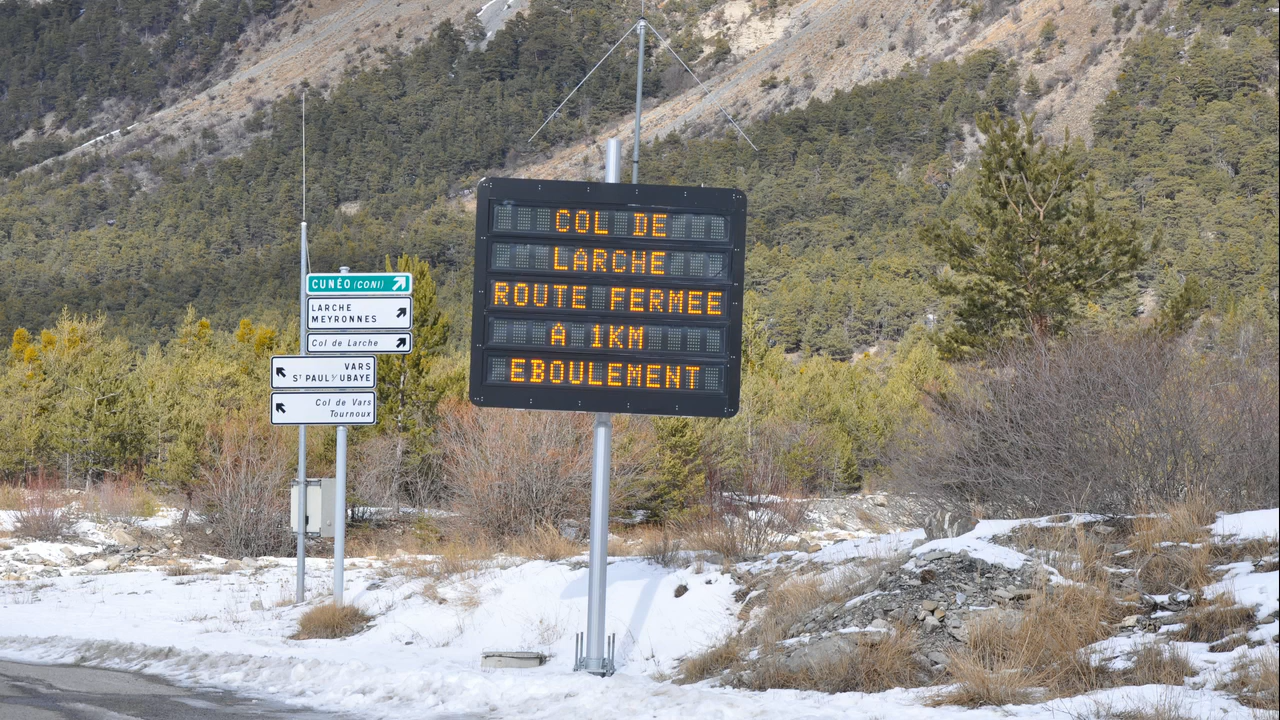 CUNÉO (CONI)
LARCHE
MEYRONNES
Col de Larche
VARS
ST PAUL S/ UBAYE
Col de Vars
Tournoux
COL DE
LARCHE
ROUTE FERMEE
A 1KM
EBOULEMENT